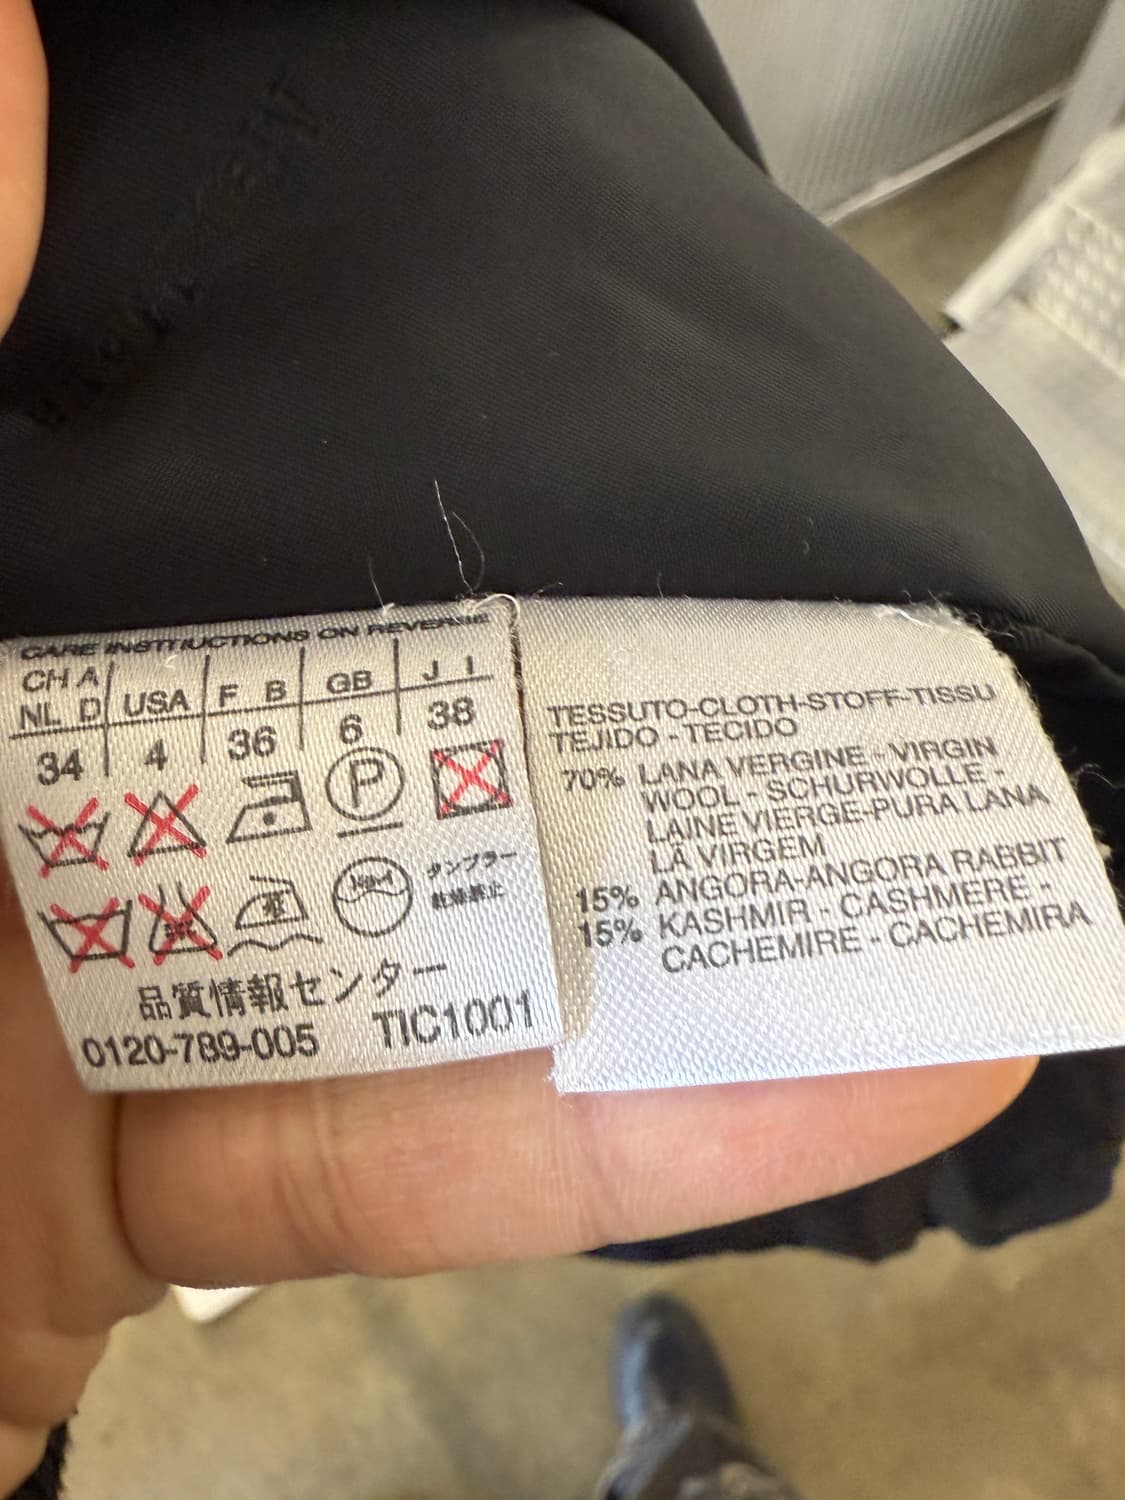 CARE INSTRUCTIONS ON REVERSE
CH A USA F B GB J I
NL D
34 4 36 6 38
P
タンブラー
乾燥禁止
品質情報センター
0120-789-005 TIC1001
TESSUTO-CLOTH-STOFF-TISSU
TEJIDO - TECIDO
70% LANA VERGINE - VIRGIN
WOOL - SCHURWOLLE -
LAINE VIERGE-PURA LANA
LÃ VIRGEM
15% ANGORA-ANGORA RABBIT
15% KASHMIR - CASHMERE -
CACHEMIRE - CACHEMIRA